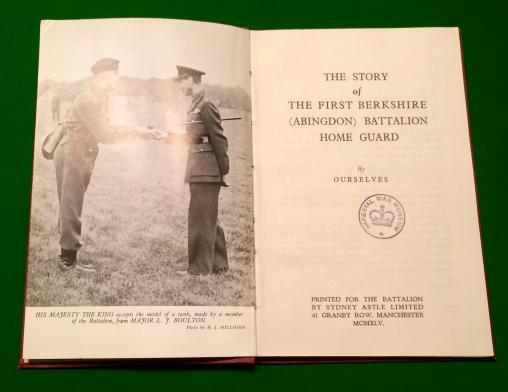 HIS MAJESTY THE KING accepts the model of a tank, made by a member
of the Battalion, from MAJOR L. J. BOULTON.
Photo by H. J. MILLIGAN
THE STORY
of
THE FIRST BERKSHIRE
(ABINGDON) BATTALION
HOME GUARD
By
OURSELVES
IMPERIAL WAR MUSEUM
PRINTED FOR THE BATTALION
BY SYDNEY ASTLE LIMITED
41 GRANBY ROW, MANCHESTER
MCMXLV.